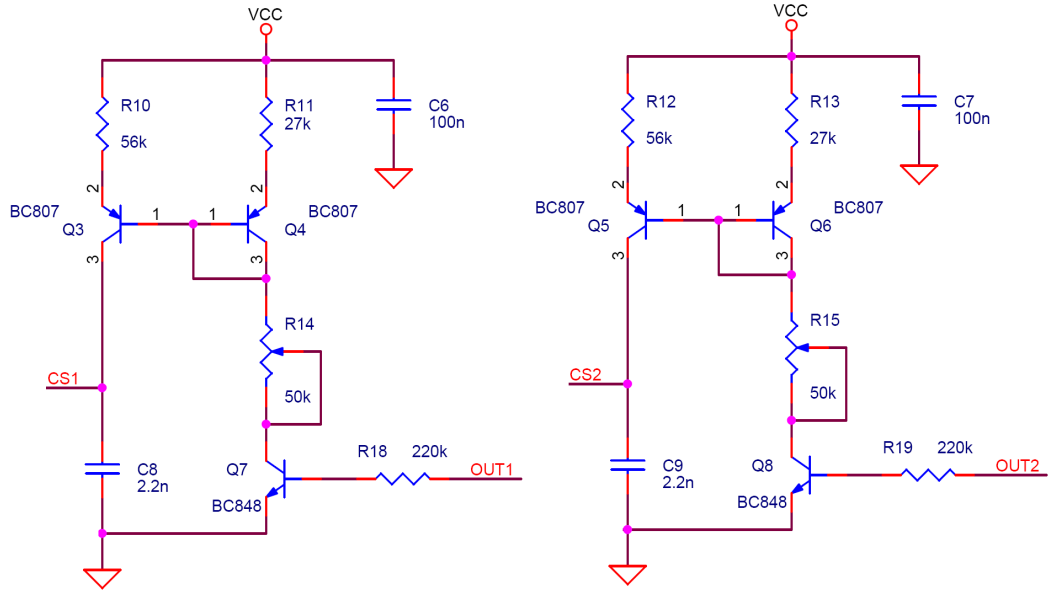 VCC
R10
56k
R11
27k
C6
100n
2
2
BC807
Q3
1
1
BC807
Q4
3
3
R14
50k
CS1
C8
2.2n
Q7
BC848
R18
220k
OUT1
VCC
R12
56k
R13
27k
C7
100n
2
2
BC807
Q5
1
1
BC807
Q6
3
3
R15
50k
CS2
C9
2.2n
Q8
BC848
R19
220k
OUT2